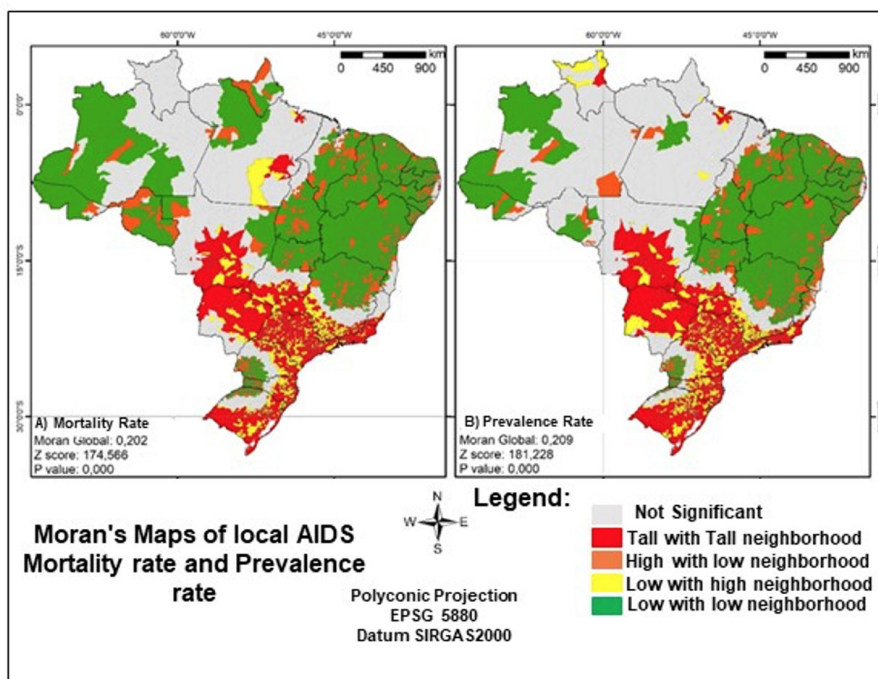 60°0'0"W 45°0'0"W 60°0'0"W 45°0'0"W
km
0 450 900
km
0 450 900
0°0'0"
15°0'0"S
30°0'0"S
A) Mortality Rate
Moran Global: 0,202
Z score: 174,566
P value: 0,000
B) Prevalence Rate
Moran Global: 0,209
Z score: 181,228
P value: 0,000
Moran's Maps of local AIDS
Mortality rate and Prevalence
rate
N
W E
S
Polyconic Projection
EPSG 5880
Datum SIRGAS2000
Legend:
Not Significant
Tall with Tall neighborhood
High with low neighborhood
Low with high neighborhood
Low with low neighborhood